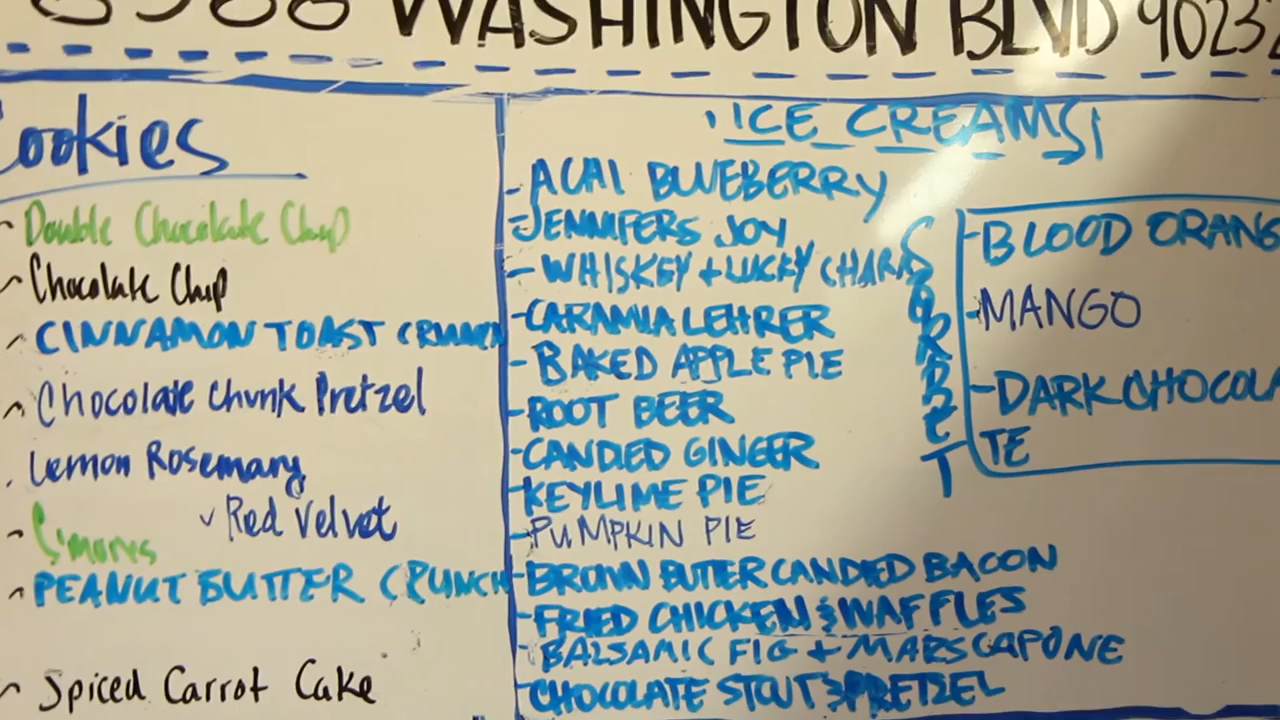 WASHINGTON BLVD 90232
Cookies
- Double Chocolate Chip
- Chocolate Chip
- CINNAMON TOAST CRUNCH
- Chocolate Chunk Pretzel
. Lemon Rosemary
Red Velvet
- S'mores
- PEANUT BUTTER CRUNCH
- Spiced Carrot Cake
ICE CREAMS
- ACAI BLUEBERRY
- JENNIFERS JOY
- WHISKEY + LUCKY CHARMS
- CARAMIA LEHRER
- BAKED APPLE PIE
- ROOT BEER
- CANDIED GINGER
- KEYLIME PIE
- PUMPKIN PIE
- BROWN BUTTER CANDIED BACON
- FRIED CHICKEN & WAFFLES
- BALSAMIC FIG + MARSCAPONE
- CHOCOLATE STOUT & PRETZEL
SORBET
- BLOOD ORANG
- MANGO
- DARK CHOCOLA
TE